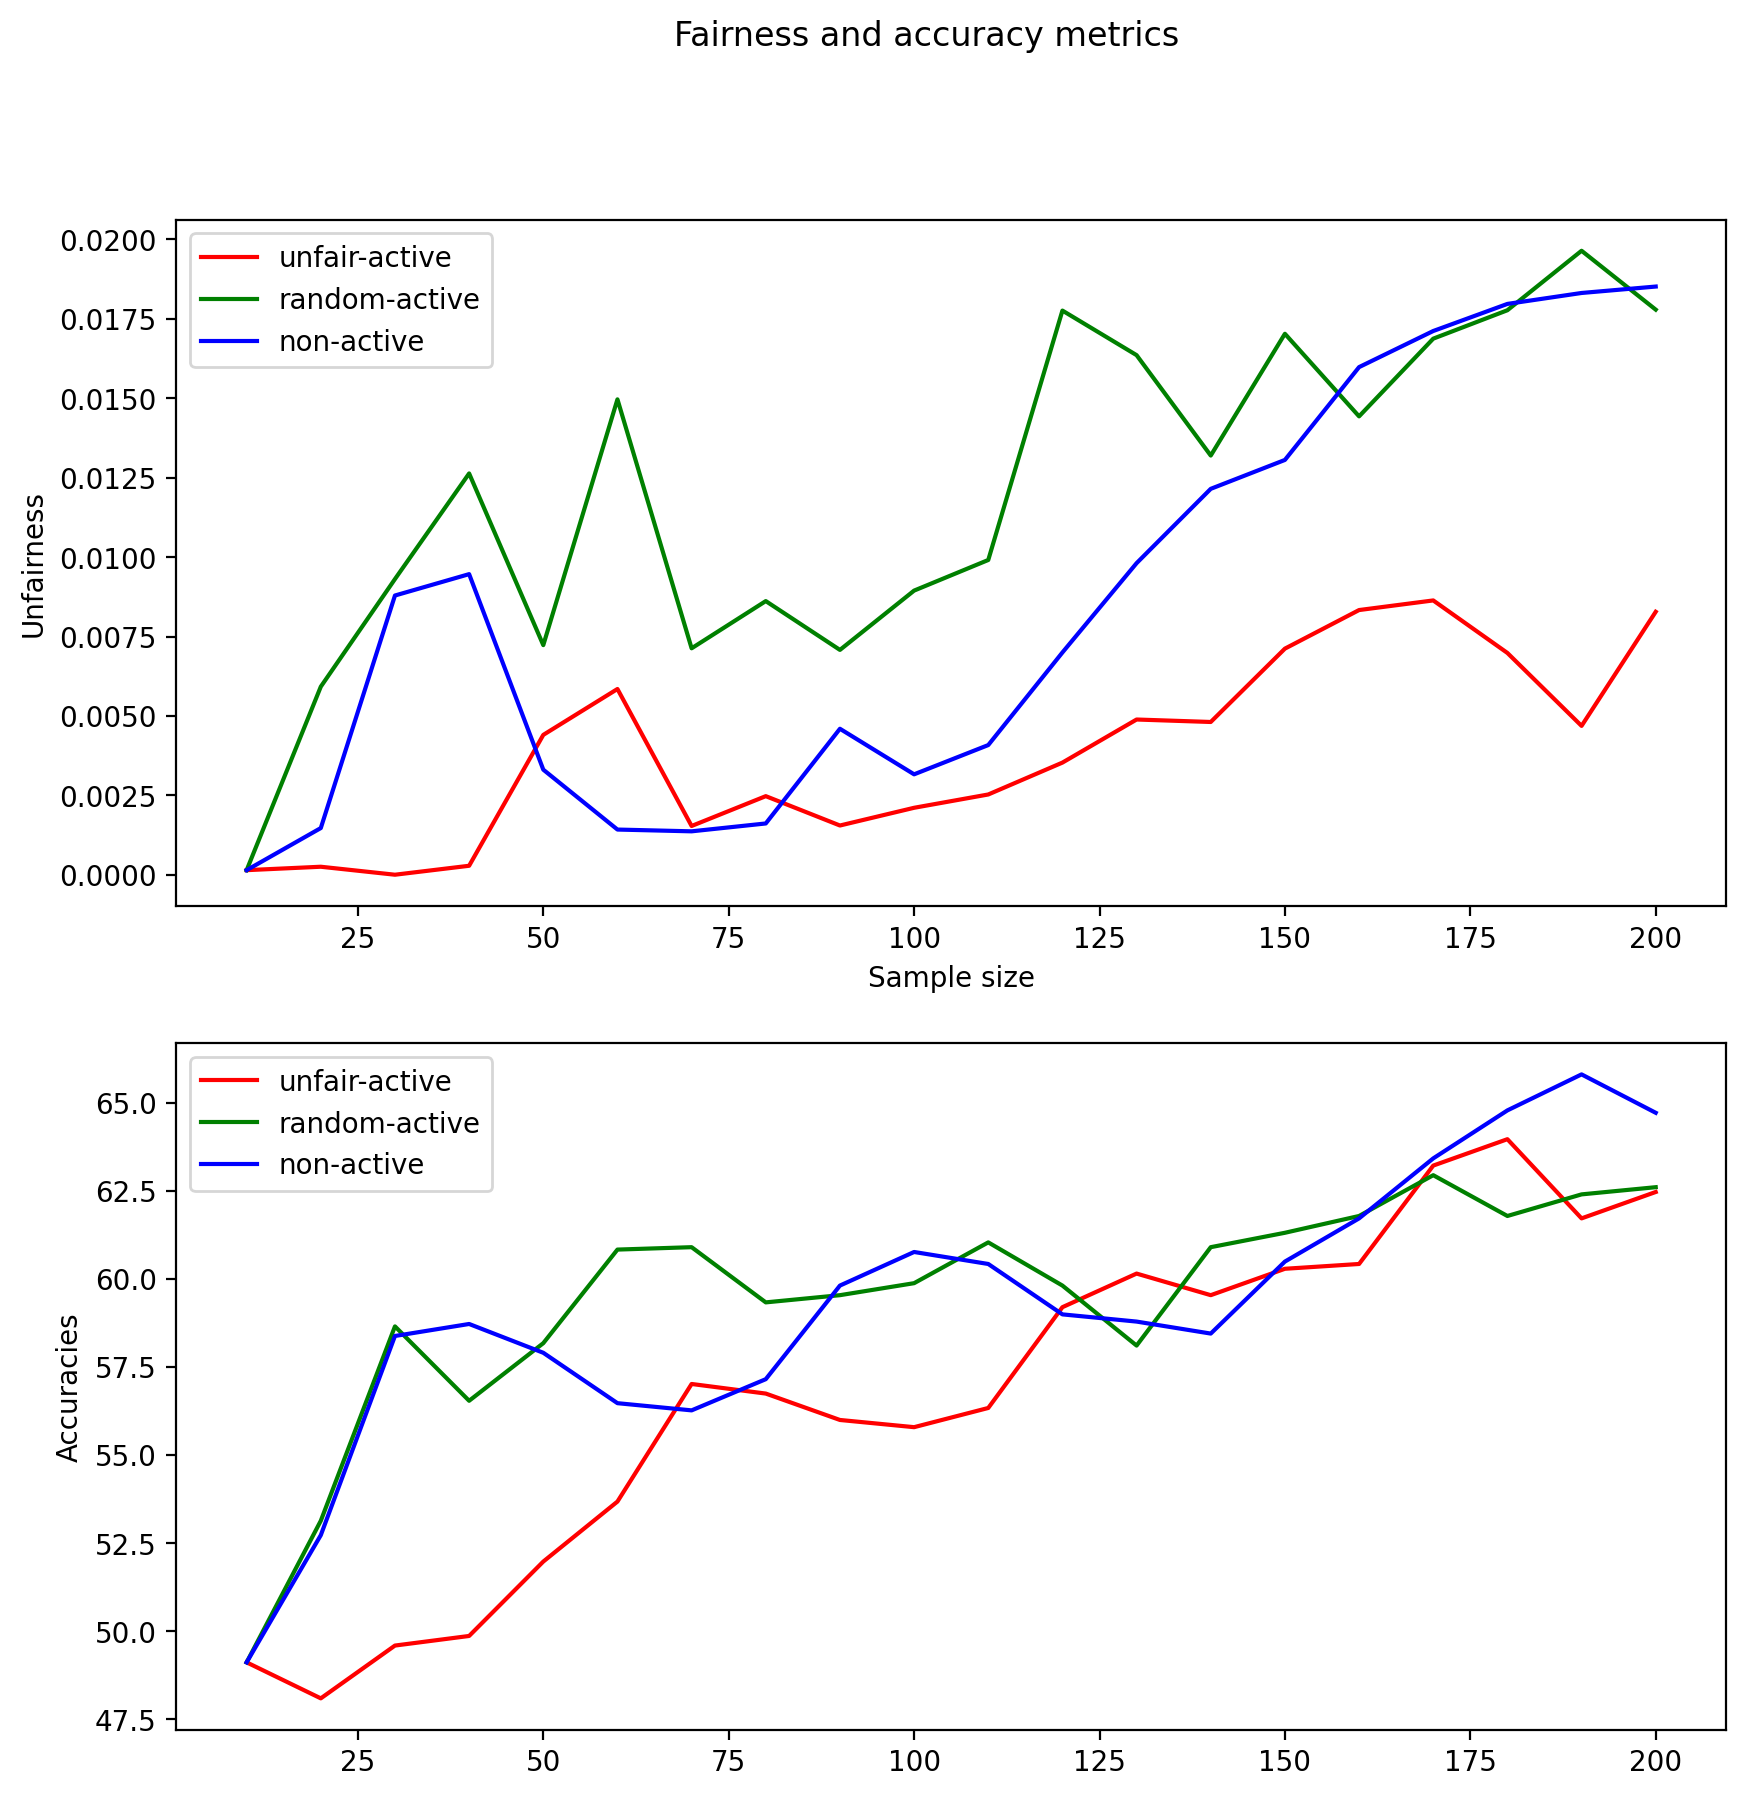 Fairness and accuracy metrics
0.0200
0.0175
0.0150
0.0125
0.0100
0.0075
0.0050
0.0025
0.0000
Unfairness
unfair-active
random-active
non-active
25 50 75 100 125 150 175 200
Sample size
65.0
62.5
60.0
57.5
55.0
52.5
50.0
47.5
Accuracies
unfair-active
random-active
non-active
25 50 75 100 125 150 175 200